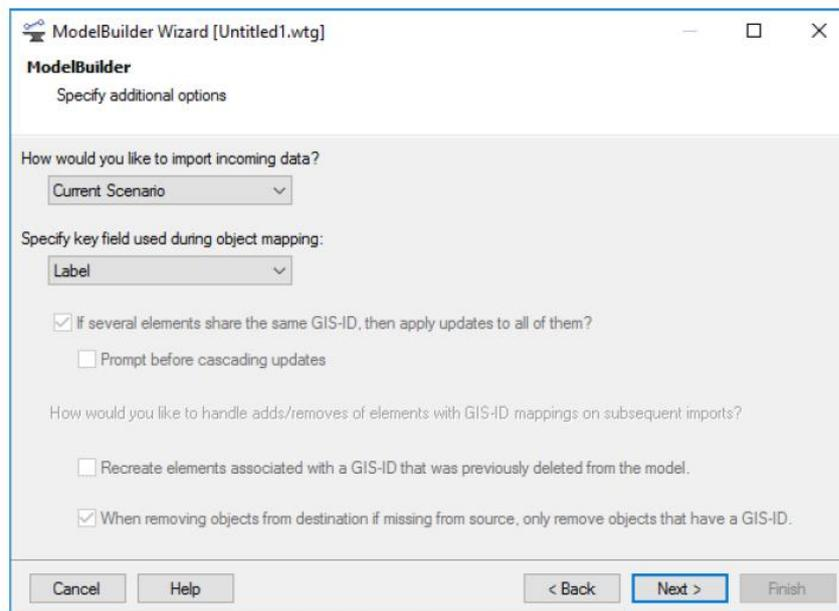 ModelBuilder Wizard [Untitled1.wtg]
ModelBuilder
Specify additional options
How would you like to import incoming data?
Current Scenario
Specify key field used during object mapping:
Label
If several elements share the same GIS-ID, then apply updates to all of them?
Prompt before cascading updates
How would you like to handle adds/removes of elements with GIS-ID mappings on subsequent imports?
Recreate elements associated with a GIS-ID that was previously deleted from the model.
When removing objects from destination if missing from source, only remove objects that have a GIS-ID.
Cancel Help < Back Next > Finish